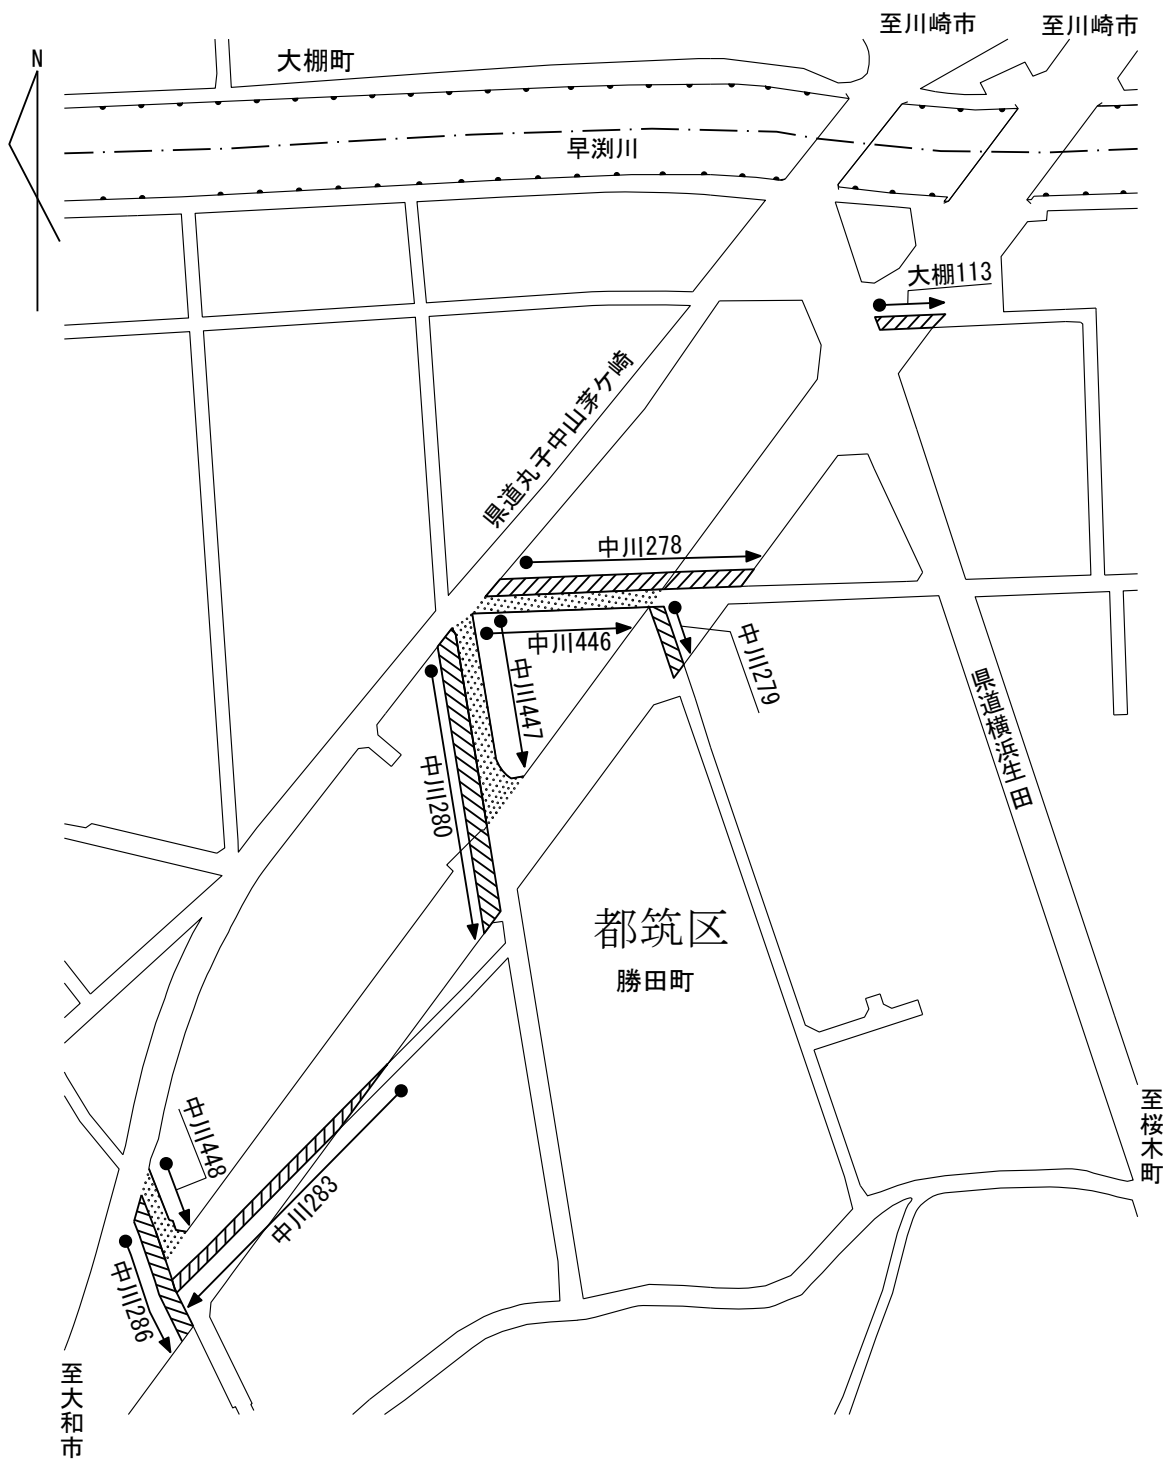 至川崎市
至川崎市
N
大棚町
早渕川
大棚113
県道丸子中山茅ケ崎
中川278
中川446
中川279
中川447
県道横浜生田
中川280
都筑区
勝田町
至桜木町
中川448
中川283
中川286
至大和市